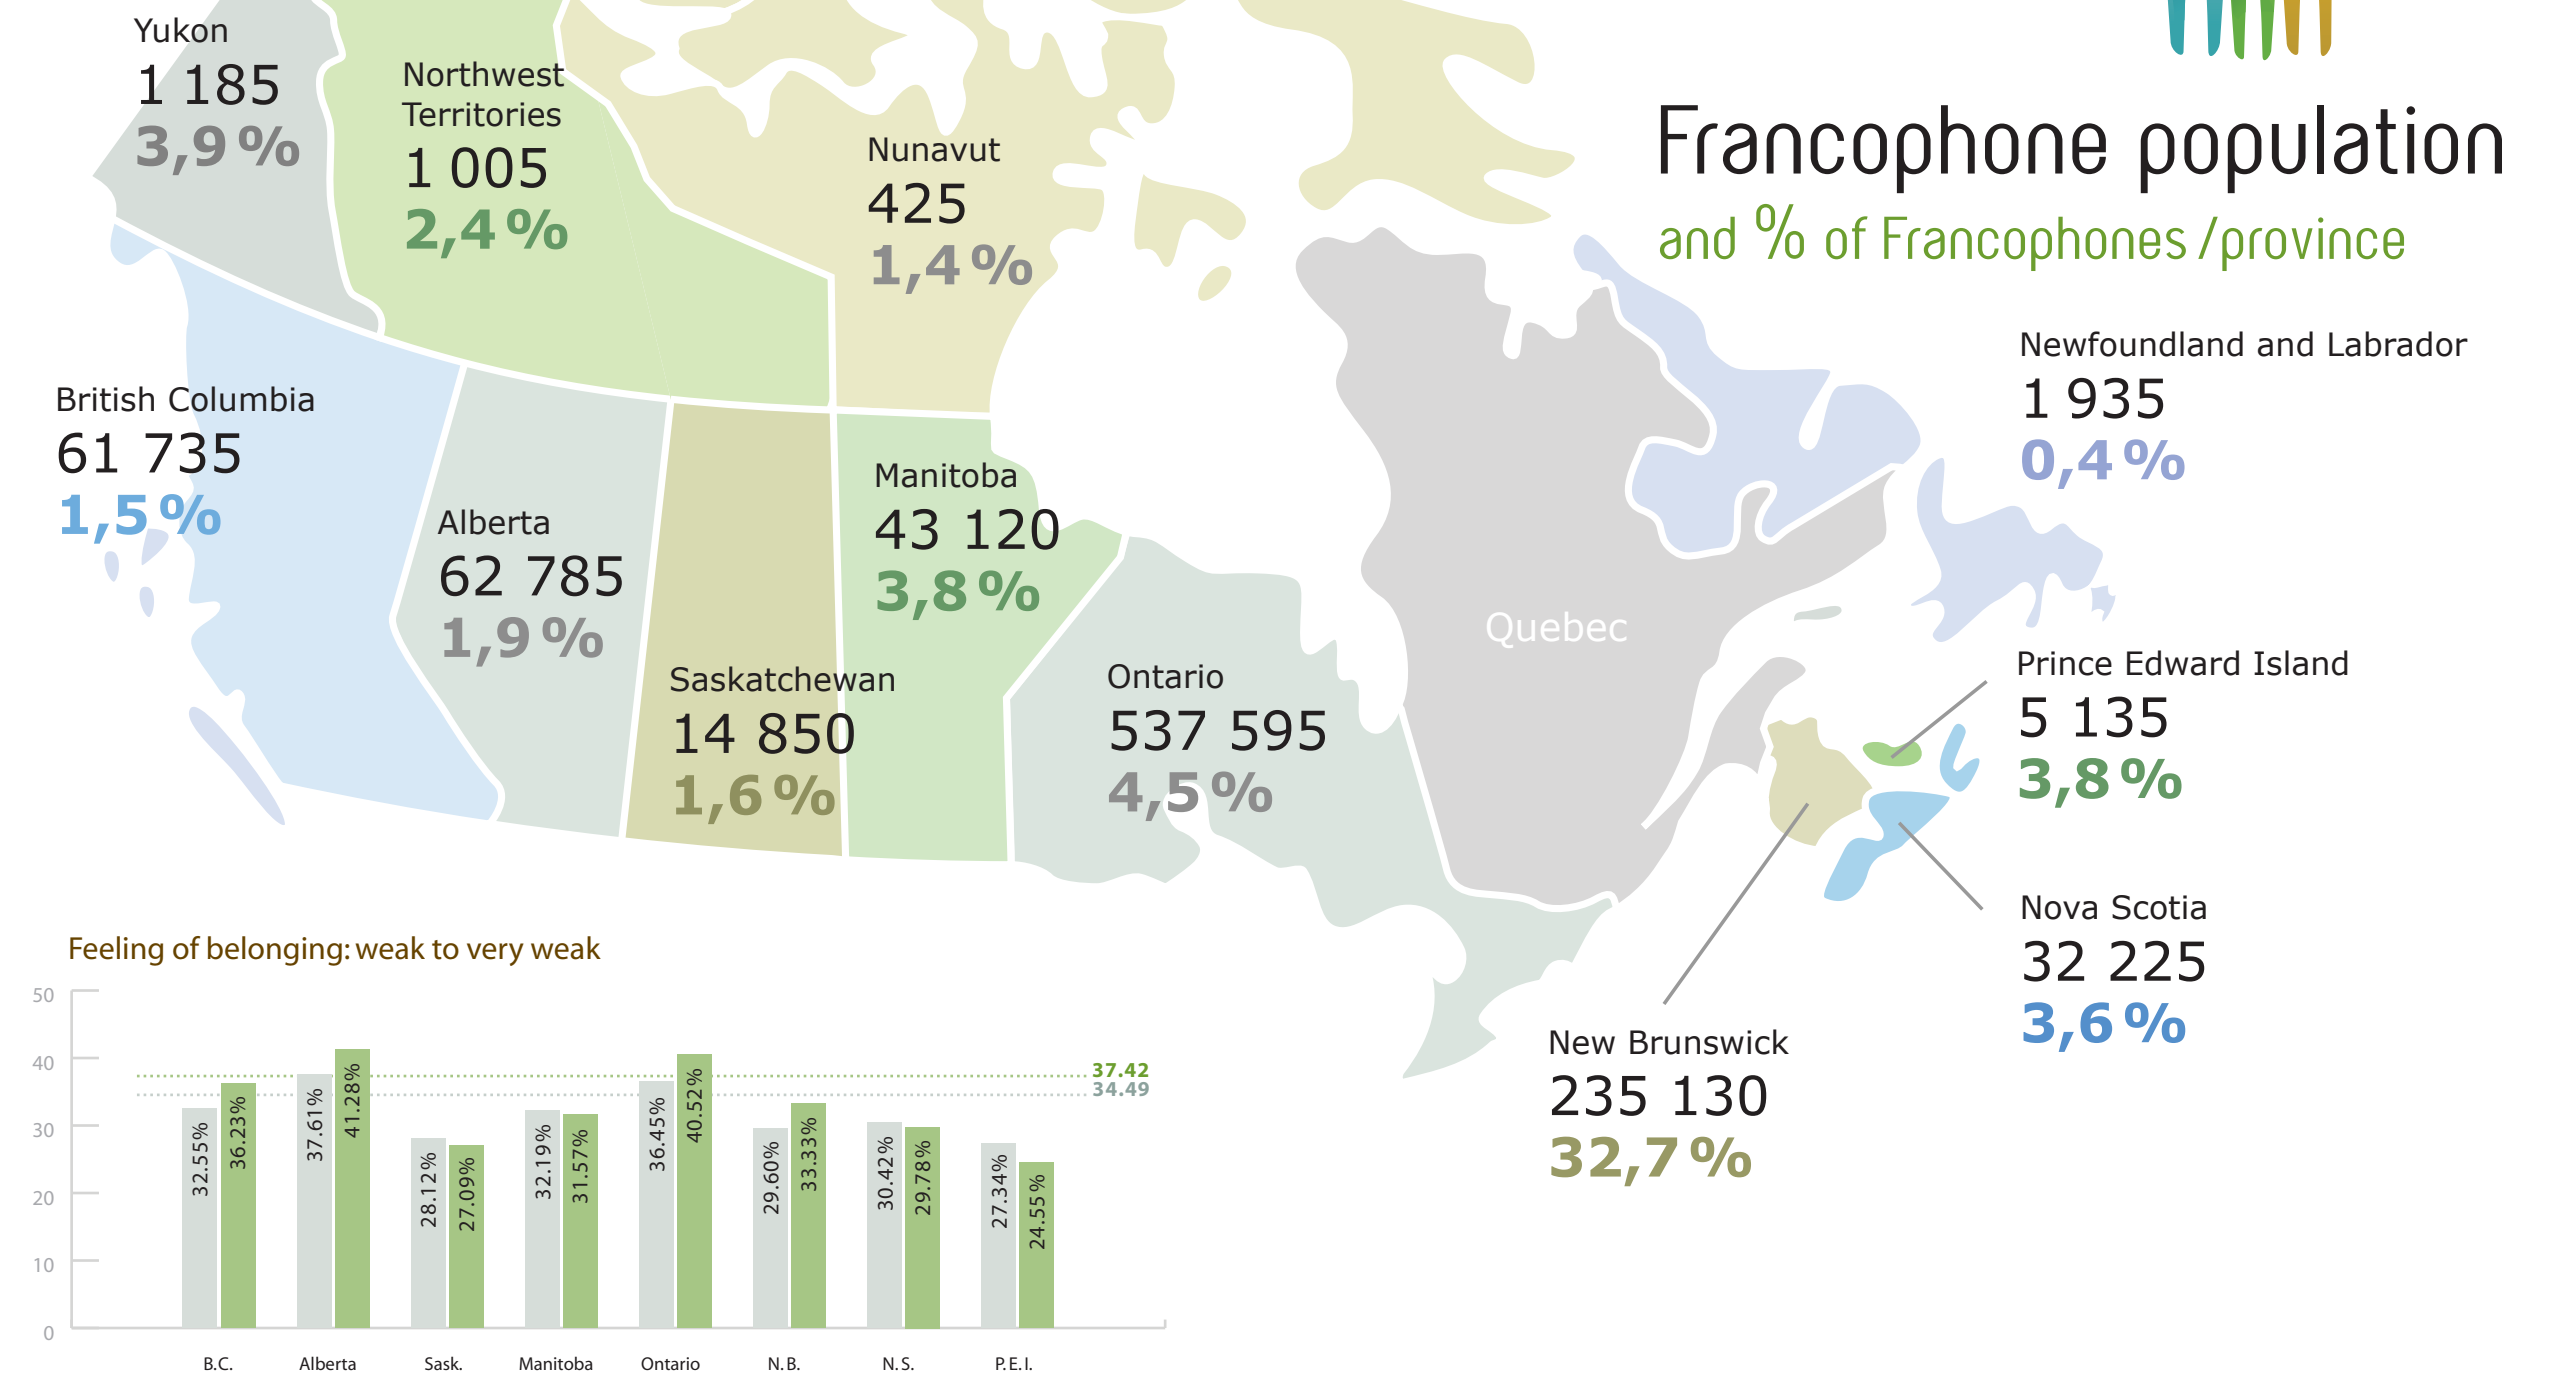 Yukon
1 185
3,9 %
Northwest
Territories
1 005
2,4 %
Nunavut
425
1,4 %
Francophone population
and % of Francophones /province
British Columbia
61 735
1,5 %
Alberta
62 785
1,9 %
Saskatchewan
14 850
1,6 %
Manitoba
43 120
3,8 %
Ontario
537 595
4,5 %
Quebec
Newfoundland and Labrador
1 935
0,4 %
Prince Edward Island
5 135
3,8 %
Nova Scotia
32 225
3,6 %
New Brunswick
235 130
32,7 %
Feeling of belonging: weak to very weak
50
40
30
20
10
0
37.42
34.49
32.55%
36.23%
37.61%
41.28%
28.12%
27.09%
32.19%
31.57%
36.45%
40.52%
29.60%
33.33%
30.42%
29.78%
27.34%
24.55%
B.C.
Alberta
Sask.
Manitoba
Ontario
N.B.
N.S.
P.E.I.